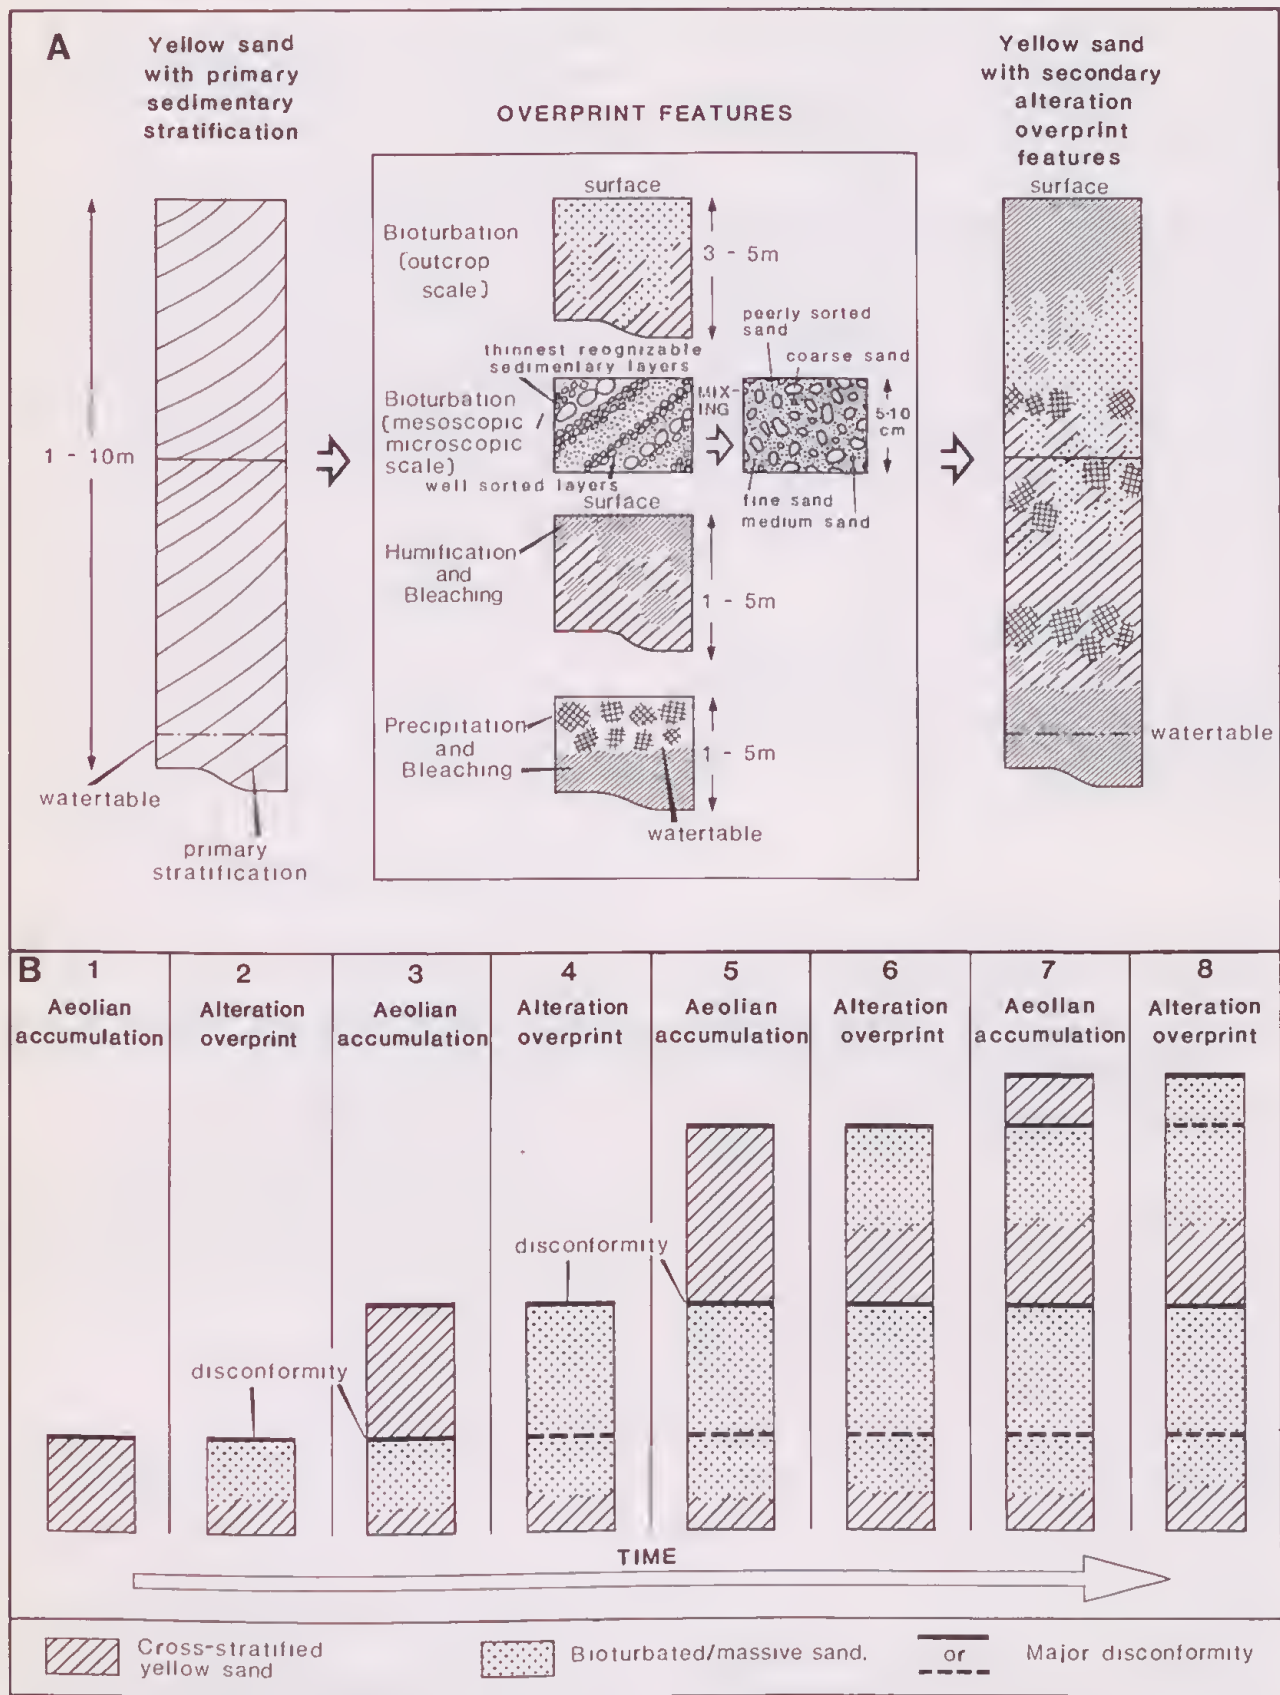 A
Yellow sand
with primary
sedimentary
stratification
OVERPRINT FEATURES
Yellow sand
with secondary
alteration
overprint
features
surface
surface
Bioturbation
(outcrop
scale)
3 - 5m
thinnest reognizable
sedimentary layers
Bioturbation
(mesoscopic /
microscopic
scale)
well sorted layers
MIX-
ING
peerly sorted
sand
coarse sand
5-10
cm
fine sand
medium sand
1 - 10m
surface
Humification
and
Bleaching
1 - 5m
Precipitation
and
Bleaching
1 - 5m
watertable
watertable
watertable
primary
stratification
B
1
Aeolian
accumulation
2
Alteration
overprint
3
Aeolian
accumulation
4
Alteration
overprint
5
Aeolian
accumulation
6
Alteration
overprint
7
Aeolian
accumulation
8
Alteration
overprint
disconformity
disconformity
TIME
Cross-stratified
yellow sand
Bioturbated/massive sand.
or
Major disconformity